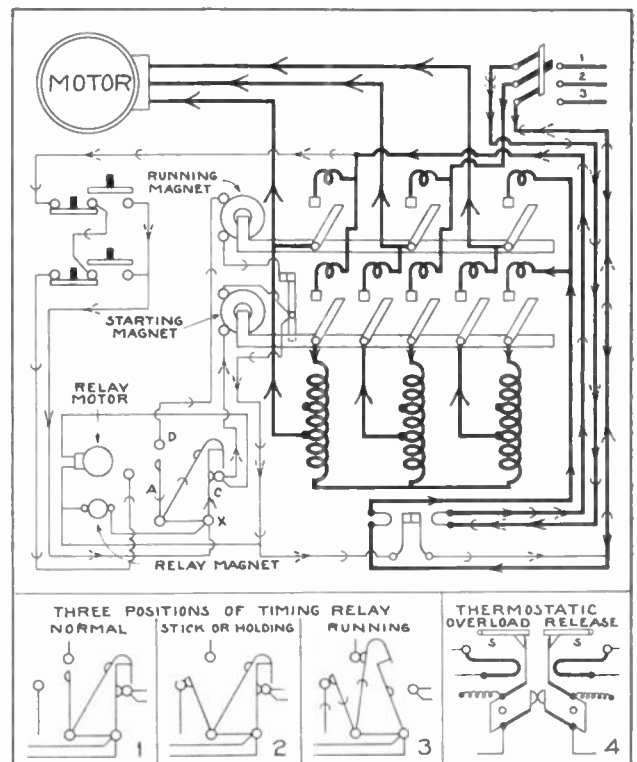 MOTOR
1
2
3
RUNNING
MAGNET
STARTING
MAGNET
RELAY
MOTOR
D
A
C
X
RELAY MAGNET
THREE POSITIONS OF TIMING RELAY
NORMAL
STICK OR HOLDING
RUNNING
THERMOSTATIC
OVERLOAD RELEASE
S
S
1
2
3
4